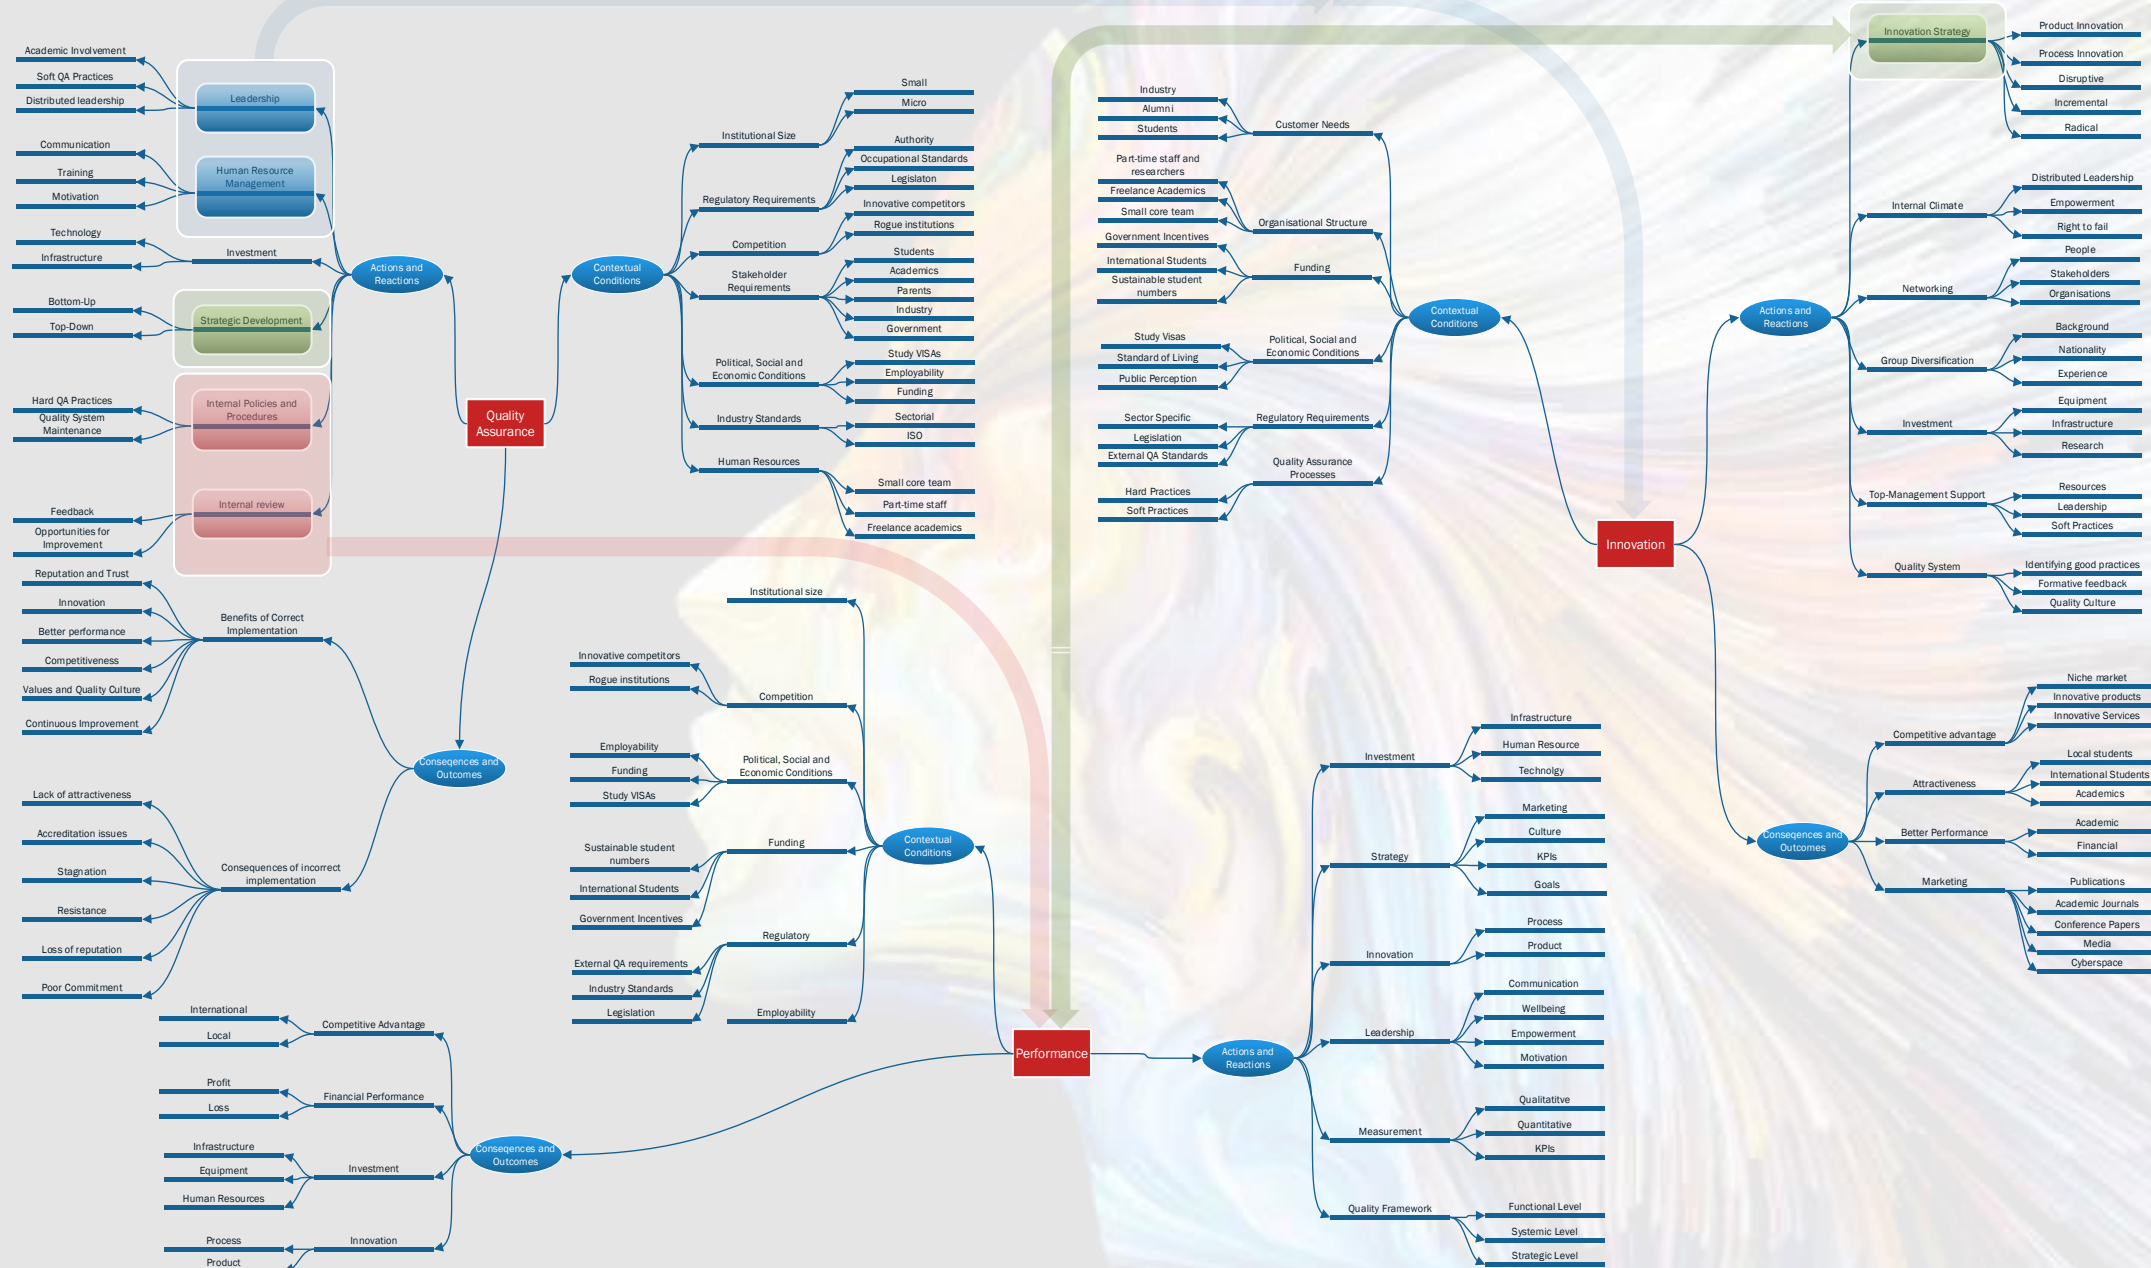 Academic Involvement
Soft QA Practices
Distributed leadership
Leadership
Communication
Training
Motivation
Human Resource
Management
Technology
Infrastructure
Investment
Bottom-Up
Top-Down
Strategic Development
Hard QA Practices
Quality System
Maintenance
Internal Policies and
Procedures
Feedback
Opportunities for
Improvement
Internal review
Actions and
Reactions
Quality
Assurance
Contextual
Conditions
Institutional Size
Small
Micro
Regulatory Requirements
Authority
Occupational Standards
Legislaton
Competition
Innovative competitors
Rogue institutions
Stakeholder
Requirements
Students
Academics
Parents
Industry
Government
Political, Social and
Economic Conditions
Study VISAs
Employability
Funding
Industry Standards
Sectorial
ISO
Human Resources
Small core team
Part-time staff
Freelance academics
Reputation and Trust
Innovation
Better performance
Competitiveness
Values and Quality Culture
Continuous Improvement
Benefits of Correct
Implementation
Conseqences and
Outcomes
Lack of attractiveness
Accreditation issues
Stagnation
Resistance
Loss of reputation
Poor Commitment
Consequences of incorrect
implementation
Industry
Alumni
Students
Customer Needs
Part-time staff and
researchers
Freelance Academics
Small core team
Organisational Structure
Government Incentives
International Students
Sustainable student
numbers
Funding
Study Visas
Standard of Living
Public Perception
Political, Social and
Economic Conditions
Sector Specific
Legislation
External QA Standards
Regulatory Requirements
Quality Assurance
Processes
Hard Practices
Soft Practices
Contextual
Conditions
Innovation
Actions and
Reactions
Innovation Strategy
Product Innovation
Process Innovation
Disruptive
Incremental
Radical
Internal Climate
Distributed Leadership
Empowerment
Right to fail
Networking
People
Stakeholders
Organisations
Group Diversification
Background
Nationality
Experience
Investment
Equipment
Infrastructure
Research
Top-Management Support
Resources
Leadership
Soft Practices
Quality System
Identifying good practices
Formative feedback
Quality Culture
Conseqences and
Outcomes
Competitive advantage
Niche market
Innovative products
Innovative Services
Attractiveness
Local students
International Students
Academics
Better Performance
Academic
Financial
Marketing
Publications
Academic Journals
Conference Papers
Media
Cyberspace
Institutional size
Innovative competitors
Rogue institutions
Competition
Employability
Funding
Study VISAs
Political, Social and
Economic Conditions
Sustainable student
numbers
International Students
Government Incentives
Funding
External QA requirements
Industry Standards
Legislation
Regulatory
Employability
Contextual
Conditions
Performance
Actions and
Reactions
Investment
Infrastructure
Human Resource
Technolgy
Strategy
Marketing
Culture
KPIs
Goals
Innovation
Process
Product
Leadership
Communication
Wellbeing
Empowerment
Motivation
Measurement
Qualitatitve
Quantitative
KPIs
Quality Framework
Functional Level
Systemic Level
Strategic Level
Conseqences and
Outcomes
International
Local
Competitive Advantage
Profit
Loss
Financial Performance
Infrastructure
Equipment
Human Resources
Investment
Process
Product
Innovation